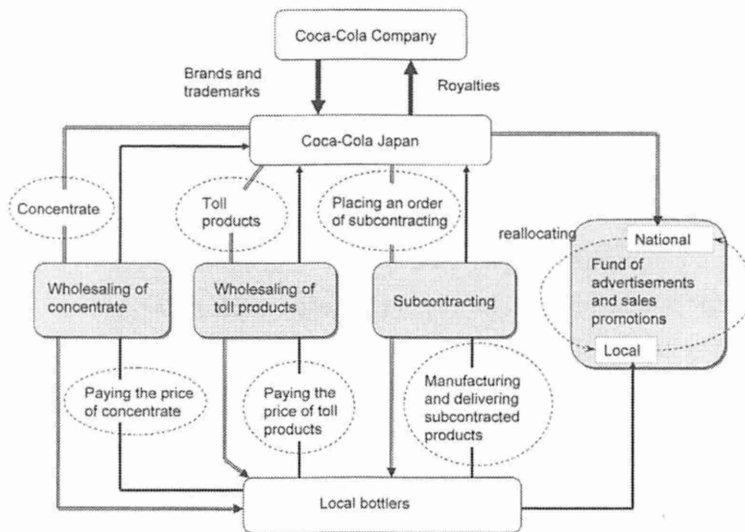 Coca-Cola Company
Brands and
trademarks
Royalties
Coca-Cola Japan
Concentrate
Toll
products
Placing an order
of subcontracting
reallocating
National
Wholesaling of
concentrate
Wholesaling of
toll products
Subcontracting
Fund of
advertisements
and sales
promotions
Local
Paying the price
of concentrate
Paying the
price of toll
products
Manufacturing
and delivering
subcontracted
products
Local bottlers